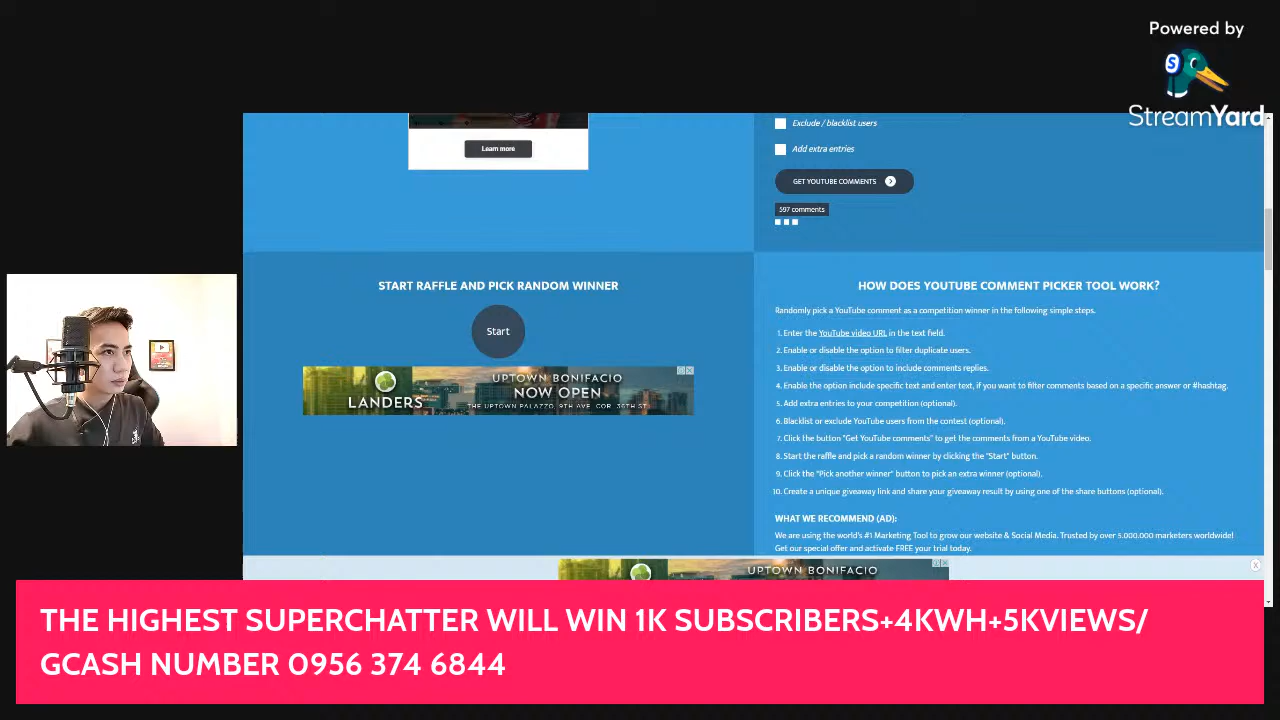 Powered by
StreamYard
Exclude / blacklist users
Learn more
Add extra entries
GET YOUTUBE COMMENTS
597 comments
START RAFFLE AND PICK RANDOM WINNER
Start
LANDERS
UPTOWN BONIFACIO
NOW OPEN
THE UPTOWN PALAZZO, 9TH AVE. COR. 36TH ST.
HOW DOES YOUTUBE COMMENT PICKER TOOL WORK?
Randomly pick a YouTube comment as a competition winner in the following simple steps.
1. Enter the YouTube video URL in the text field.
2. Enable or disable the option to filter duplicate users.
3. Enable or disable the option to include comments replies.
4. Enable the option include specific text and enter text, if you want to filter comments based on a specific answer or #hashtag.
5. Add extra entries to your competition (optional).
6. Blacklist or exclude YouTube users from the contest (optional).
7. Click the button "Get YouTube comments" to get the comments from a YouTube video.
8. Start the raffle and pick a random winner by clicking the "Start" button.
9. Click the "Pick another winner" button to pick an extra winner (optional).
10. Create a unique giveaway link and share your giveaway result by using one of the share buttons (optional).
WHAT WE RECOMMEND (AD):
We are using the world's #1 Marketing Tool to grow our website & Social Media. Trusted by over 5.000.000 marketers worldwide!
Get our special offer and activate FREE your trial today.
UPTOWN BONIFACIO
THE HIGHEST SUPERCHATTER WILL WIN 1K SUBSCRIBERS+4KWH+5KVIEWS/
GCASH NUMBER 0956 374 6844